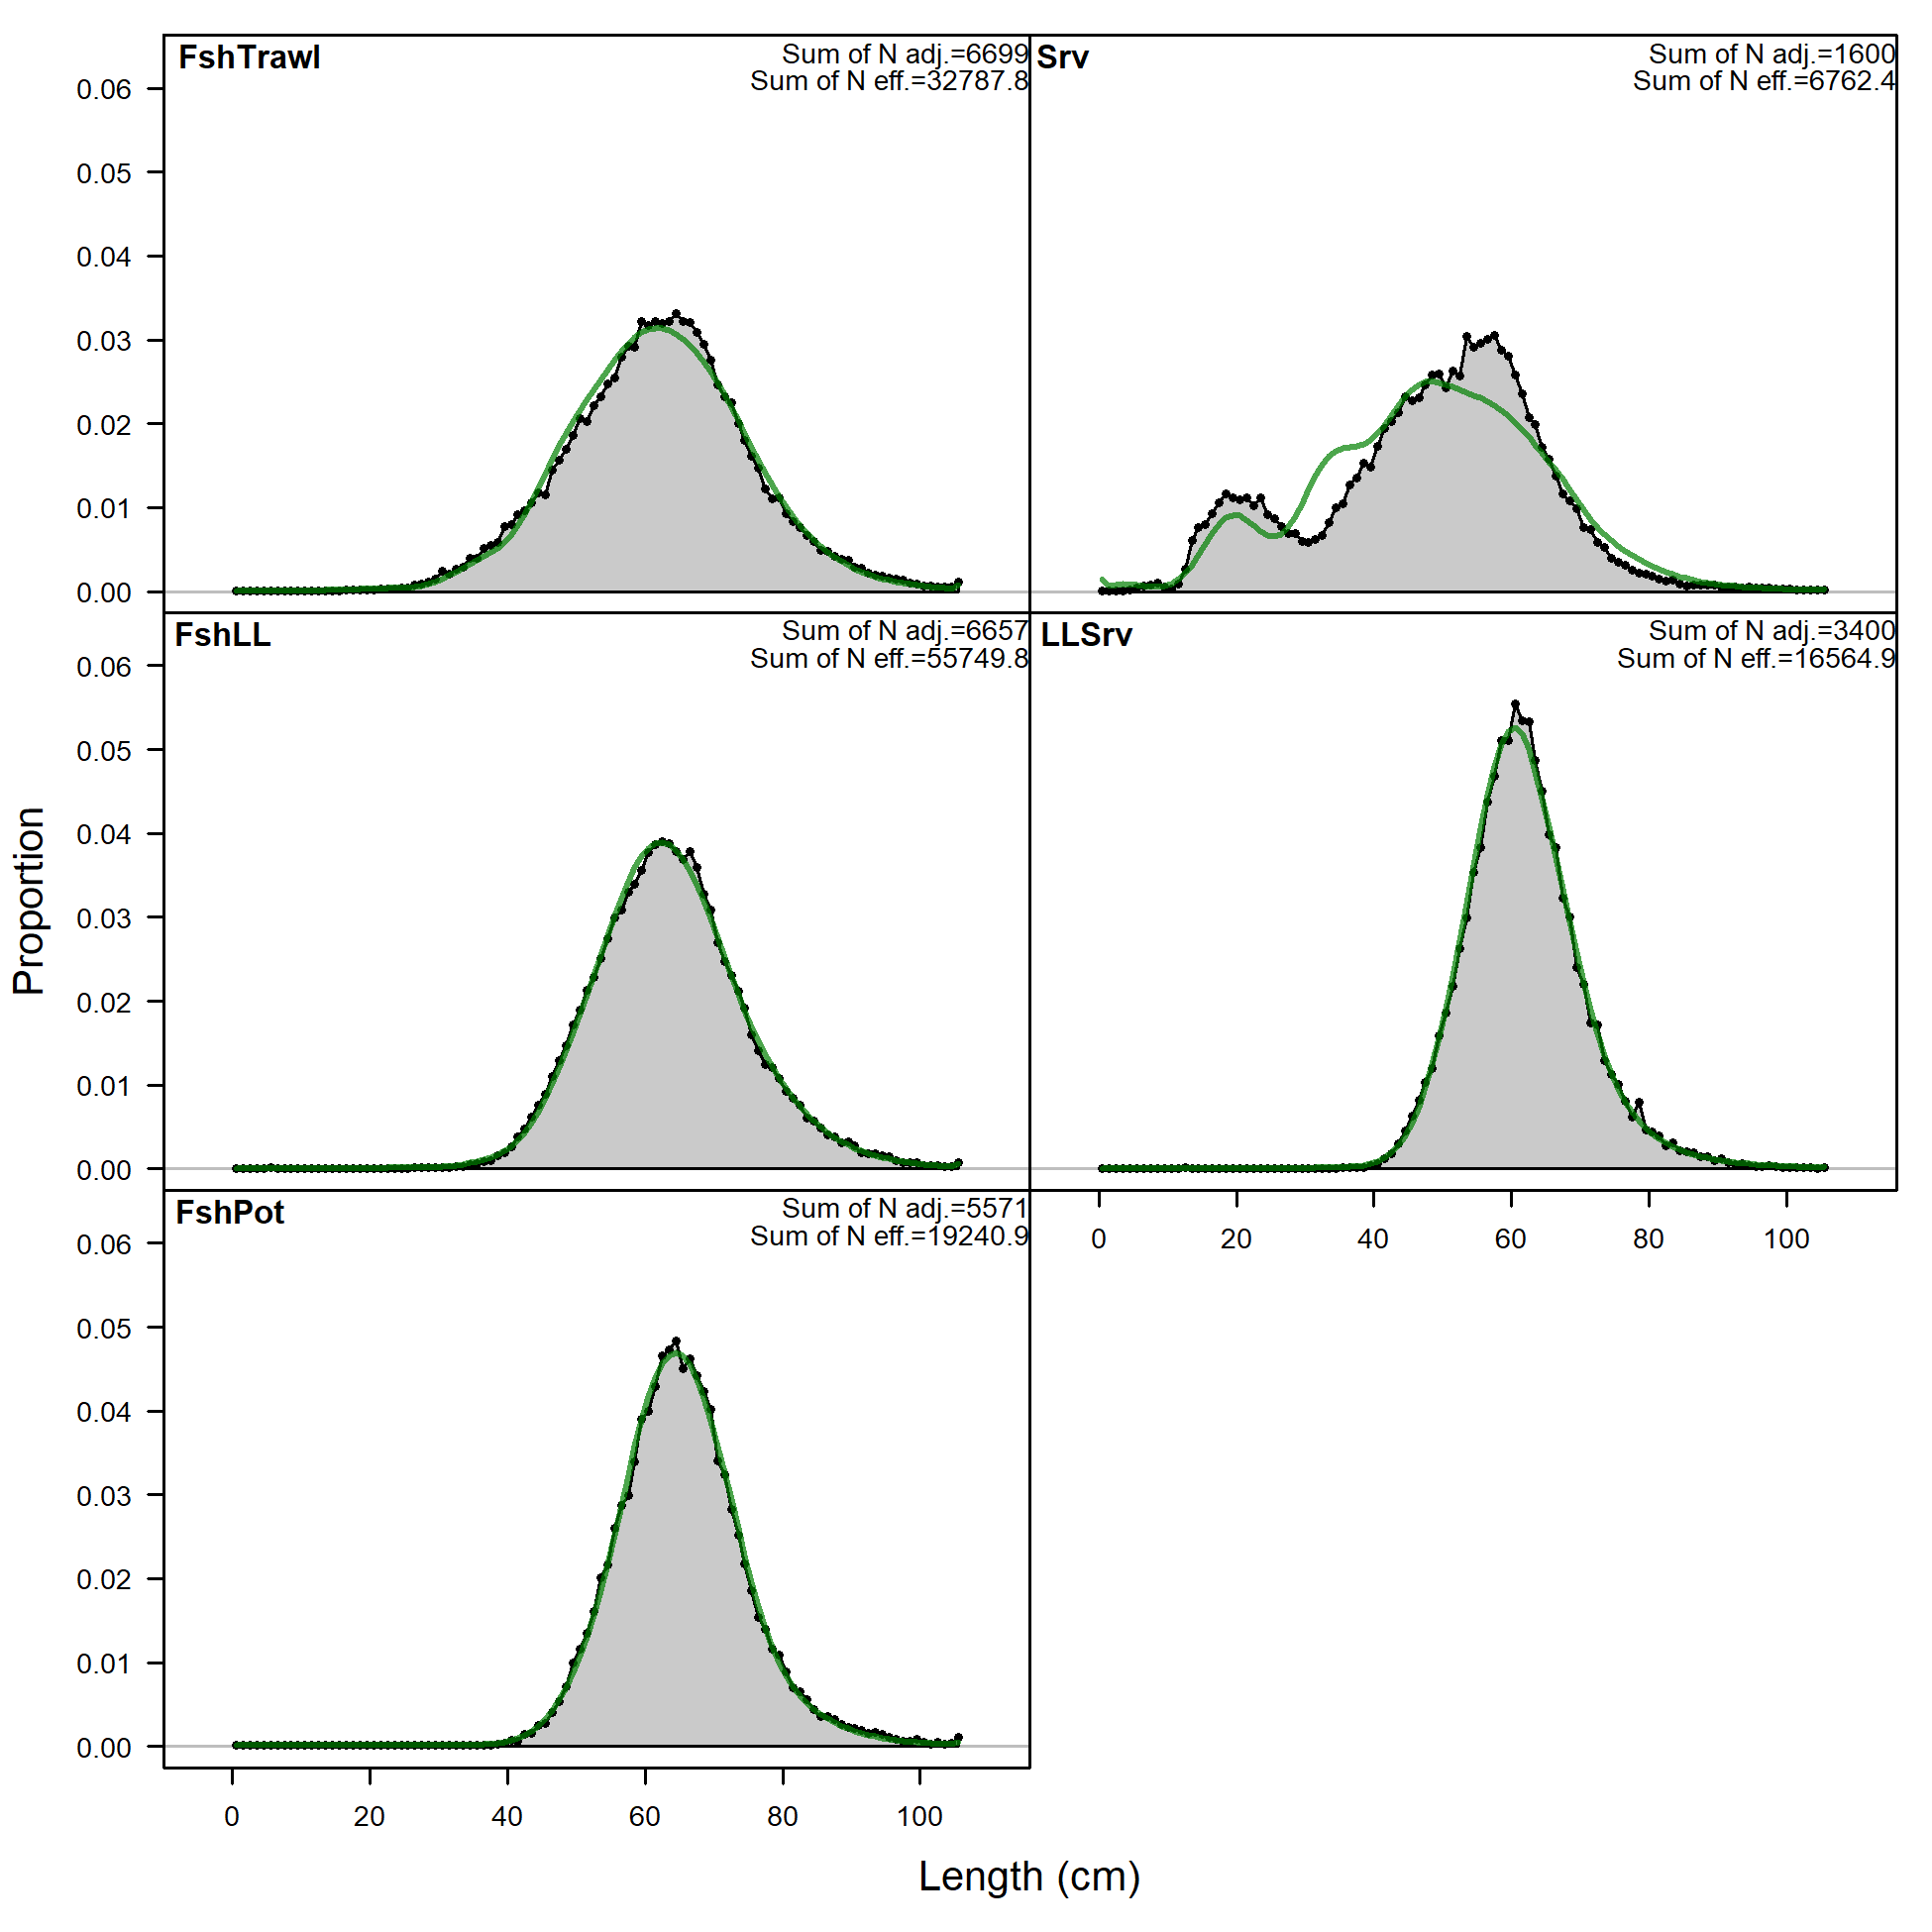 FshTrawl
Sum of N adj.=6699
Sum of N eff.=32787.8
0.06
0.05
0.04
0.03
0.02
0.01
0.00
Srv
Sum of N adj.=1600
Sum of N eff.=6762.4
FshLL
Sum of N adj.=6657
Sum of N eff.=55749.8
0.06
0.05
0.04
0.03
0.02
0.01
0.00
LLSrv
Sum of N adj.=3400
Sum of N eff.=16564.9
0 20 40 60 80 100
FshPot
Sum of N adj.=5571
Sum of N eff.=19240.9
0.06
0.05
0.04
0.03
0.02
0.01
0.00
0 20 40 60 80 100
Proportion
Length (cm)